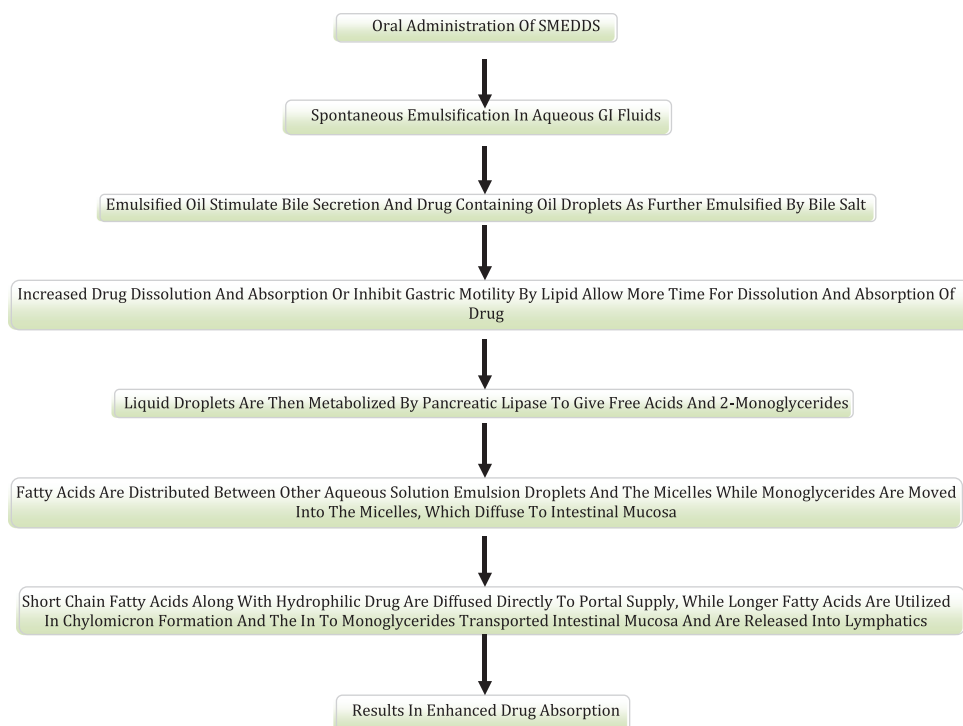 Oral Administration Of SMEDDS
Spontaneous Emulsification In Aqueous GI Fluids
Emulsified Oil Stimulate Bile Secretion And Drug Containing Oil Droplets As Further Emulsified By Bile Salt
Increased Drug Dissolution And Absorption Or Inhibit Gastric Motility By Lipid Allow More Time For Dissolution And Absorption Of
Drug
Liquid Droplets Are Then Metabolized By Pancreatic Lipase To Give Free Acids And 2-Monoglycerides
Fatty Acids Are Distributed Between Other Aqueous Solution Emulsion Droplets And The Micelles While Monoglycerides Are Moved
Into The Micelles, Which Diffuse To Intestinal Mucosa
Short Chain Fatty Acids Along With Hydrophilic Drug Are Diffused Directly To Portal Supply, While Longer Fatty Acids Are Utilized
In Chylomicron Formation And The In To Monoglycerides Transported Intestinal Mucosa And Are Released Into Lymphatics
Results In Enhanced Drug Absorption